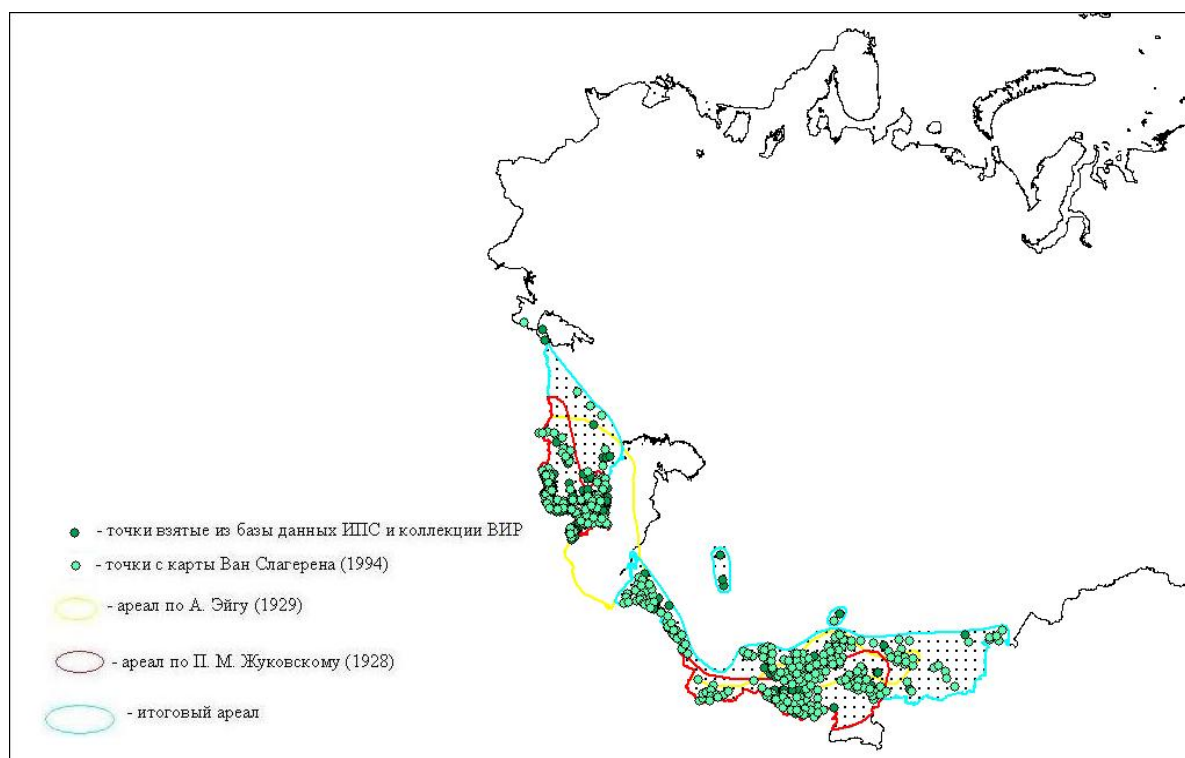 - точки взятые из базы данных ИПС и коллекции ВИР
- точки с карты Ван Слагерена (1994)
- ареал по А. Эйгу (1929)
- ареал по П. М. Жуковскому (1928)
- итоговый ареал